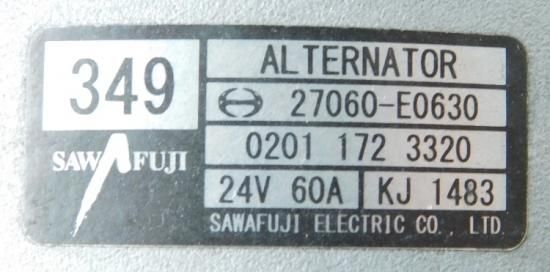 349
SAWAFUJI
ALTERNATOR
27060-E0630
0201 172 3320
24V 60A KJ 1483
SAWAFUJI ELECTRIC CO., LTD.